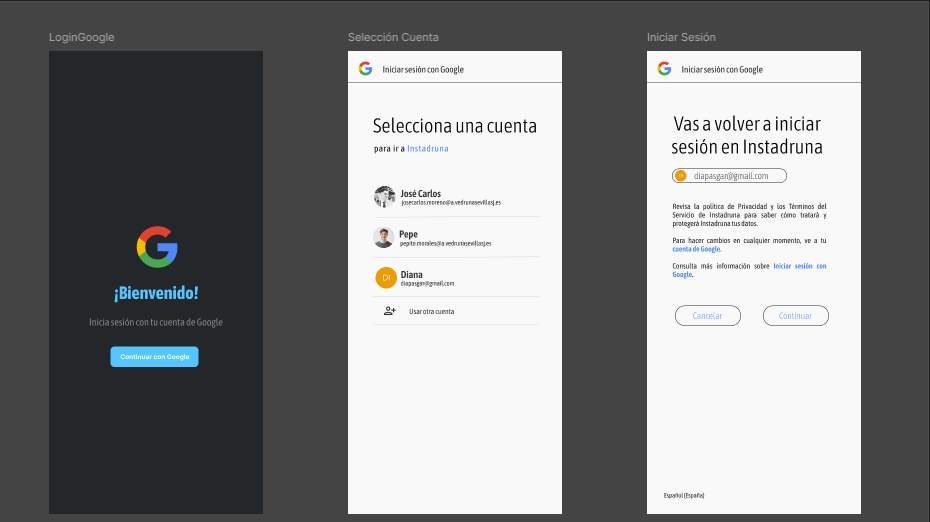 LoginGoogle
¡Bienvenido!
Inicia sesión con tu cuenta de Google
Continuar con Google
Selección Cuenta
Iniciar sesión con Google
Selecciona una cuenta
para ir a Instadruna
José Carlos
josecarlos.moreno@a.vedrunasevillasj.es
Pepe
pepito.morales@a.vedrunasevillasj.es
DI
Diana
diapasgar@gmail.com
Usar otra cuenta
Iniciar Sesión
Iniciar sesión con Google
Vas a volver a iniciar
sesión en Instadruna
DI
diapasgar@gmail.com
Revisa la política de Privacidad y los Términos del
Servicio de Instadruna para saber cómo tratará y
protegerá Instadruna tus datos.
Para hacer cambios en cualquier momento, ve a tu
cuenta de Google.
Consulta más información sobre Iniciar sesión con
Google.
Cancelar
Continuar
Español (España)